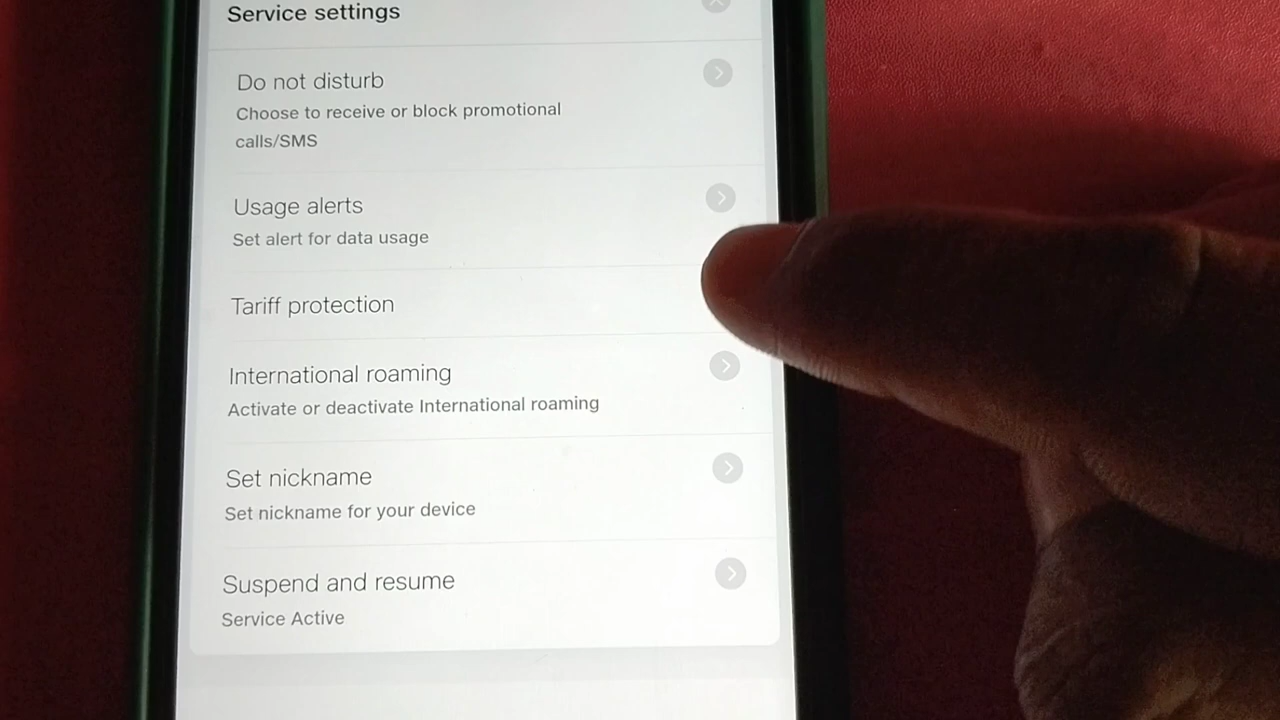 Service settings
Do not disturb
Choose to receive or block promotional
calls/SMS
Usage alerts
Set alert for data usage
Tariff protection
International roaming
Activate or deactivate International roaming
Set nickname
Set nickname for your device
Suspend and resume
Service Active